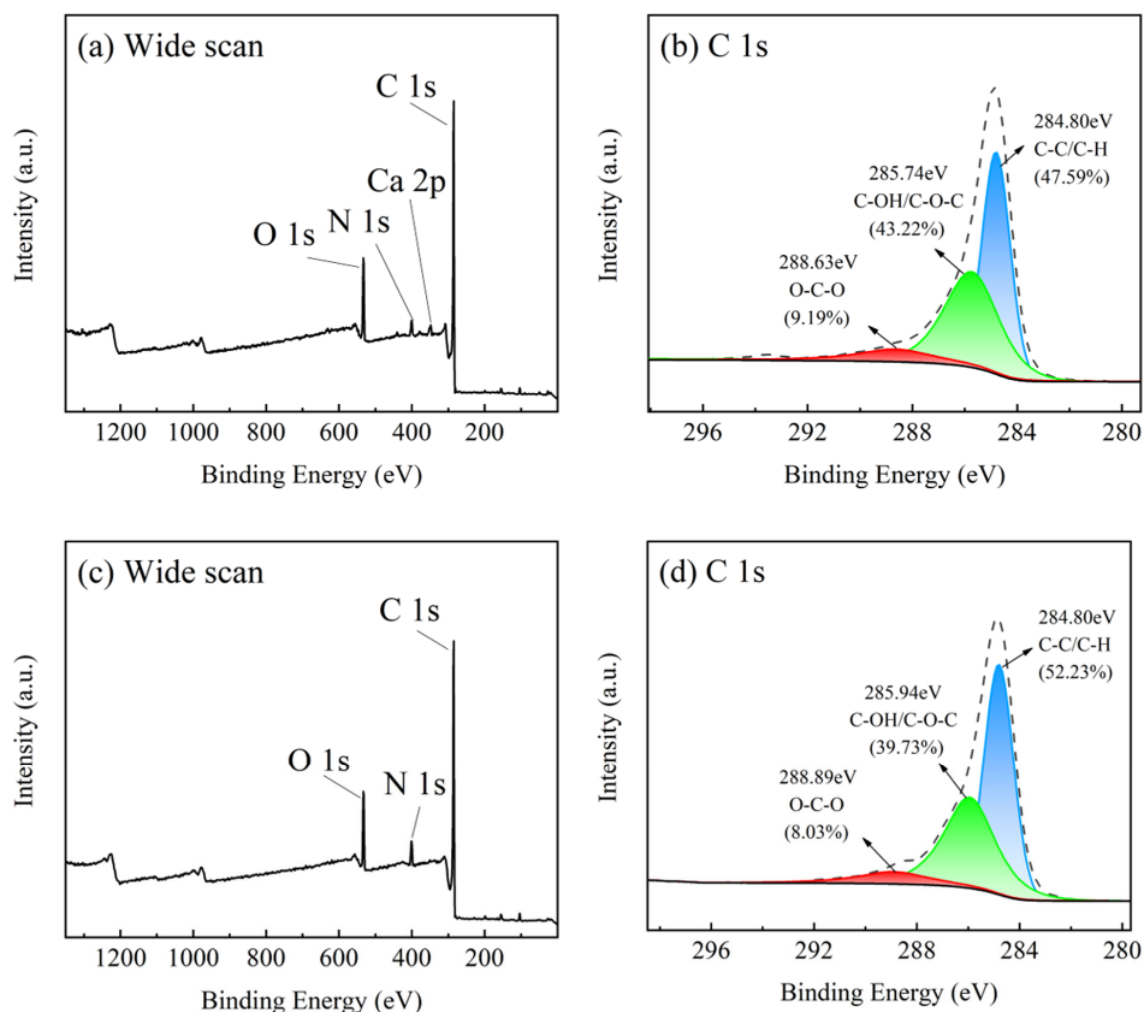 (a) Wide scan
C 1s
Ca 2p
N 1s
O 1s
Intensity (a.u.)
1200 1000 800 600 400 200
Binding Energy (eV)
(b) C 1s
284.80eV
C-C/C-H
(47.59%)
285.74eV
C-OH/C-O-C
(43.22%)
288.63eV
O-C-O
(9.19%)
Intensity (a.u.)
296 292 288 284 280
Binding Energy (eV)
(c) Wide scan
C 1s
O 1s
N 1s
Intensity (a.u.)
1200 1000 800 600 400 200
Binding Energy (eV)
(d) C 1s
284.80eV
C-C/C-H
(52.23%)
285.94eV
C-OH/C-O-C
(39.73%)
288.89eV
O-C-O
(8.03%)
Intensity (a.u.)
296 292 288 284 280
Binding Energy (eV)